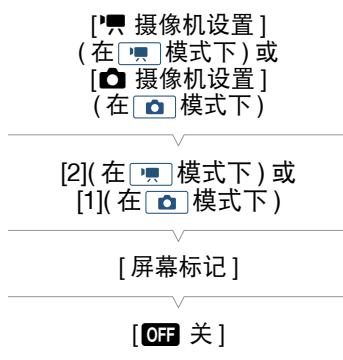 [ 摄像机设置 ]
( 在 模式下 ) 或
[ 摄像机设置 ]
( 在 模式下 )
[2]( 在 模式下 ) 或
[1]( 在 模式下 )
[ 屏幕标记 ]
[OFF 关 ]